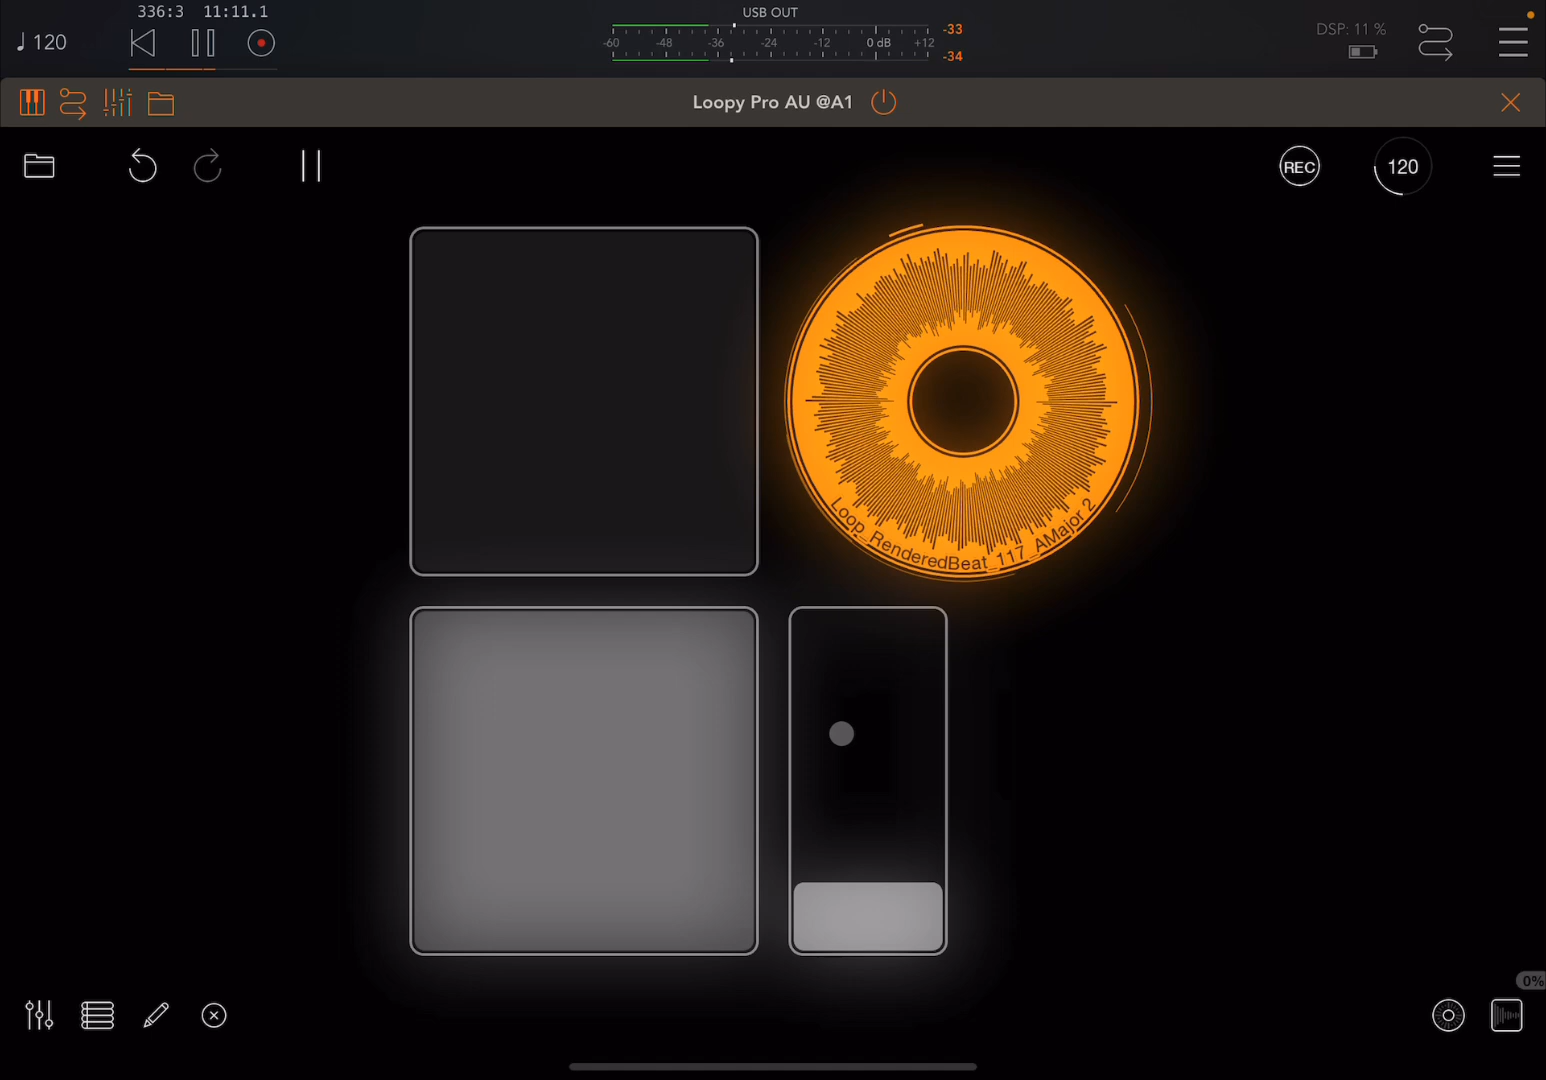 336:3 11:11.1
USB OUT
♩ 120
-60 -48 -36 -24 -12 0 dB +12
-33
-34
DSP: 11 %
Loopy Pro AU @A1
REC
120
Loop_RenderedBeat_117_AMajor 2
0%